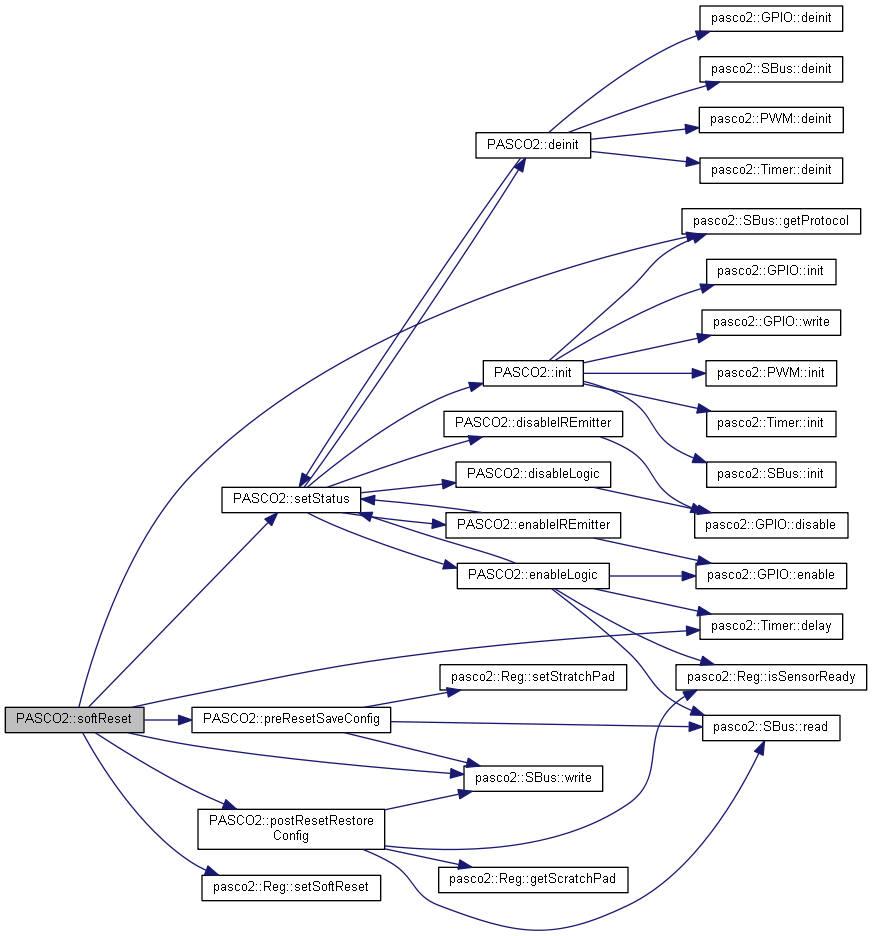 pasco2::GPIO::deinit
pasco2::SBus::deinit
pasco2::PWM::deinit
PASCO2::deinit
pasco2::Timer::deinit
pasco2::SBus::getProtocol
pasco2::GPIO::init
pasco2::GPIO::write
PASCO2::init
pasco2::PWM::init
PASCO2::disableIREmitter
pasco2::Timer::init
PASCO2::disableLogic
pasco2::SBus::init
PASCO2::setStatus
PASCO2::enableIREmitter
pasco2::GPIO::disable
PASCO2::enableLogic
pasco2::GPIO::enable
pasco2::Timer::delay
pasco2::Reg::setStratchPad
pasco2::Reg::isSensorReady
PASCO2::softReset
PASCO2::preResetSaveConfig
pasco2::SBus::read
pasco2::SBus::write
PASCO2::postResetRestore
Config
pasco2::Reg::getScratchPad
pasco2::Reg::setSoftReset